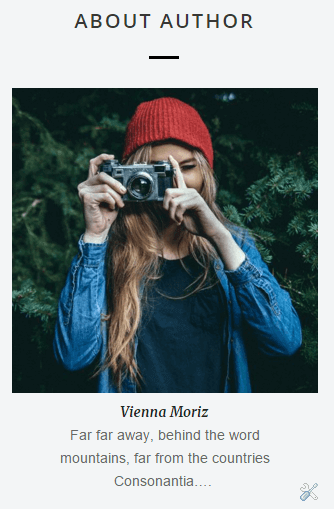 ABOUT AUTHOR
Vienna Moriz
Far far away, behind the word
mountains, far from the countries
Consonantia....